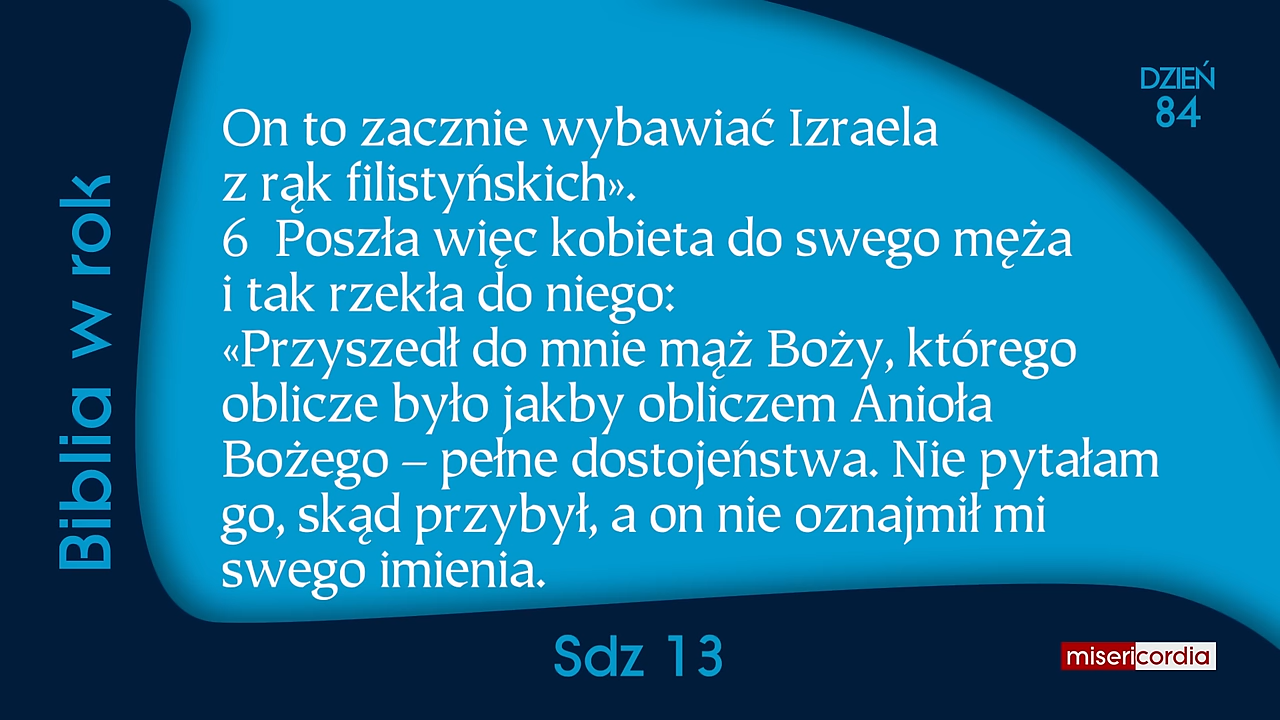 DZIEŃ
84
On to zacznie wybawiać Izraela
z rąk filistyńskich».
6 Poszła więc kobieta do swego męża
i tak rzekła do niego:
«Przyszedł do mnie mąż Boży, którego
oblicze było jakby obliczem Anioła
Bożego – pełne dostojeństwa. Nie pytałam
go, skąd przybył, a on nie oznajmił mi
swego imienia.
Biblia w rok
Sdz 13
misericordia